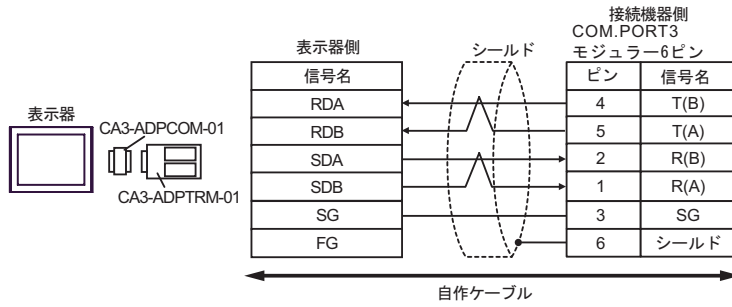 接続機器側
COM.PORT3
モジュラー6ピン
表示器側
シールド
信号名
ピン 信号名
RDA 4 T(B)
RDB 5 T(A)
SDA 2 R(B)
SDB 1 R(A)
SG 3 SG
FG 6 シールド
表示器
CA3-ADPCOM-01
CA3-ADPTRM-01
自作ケーブル